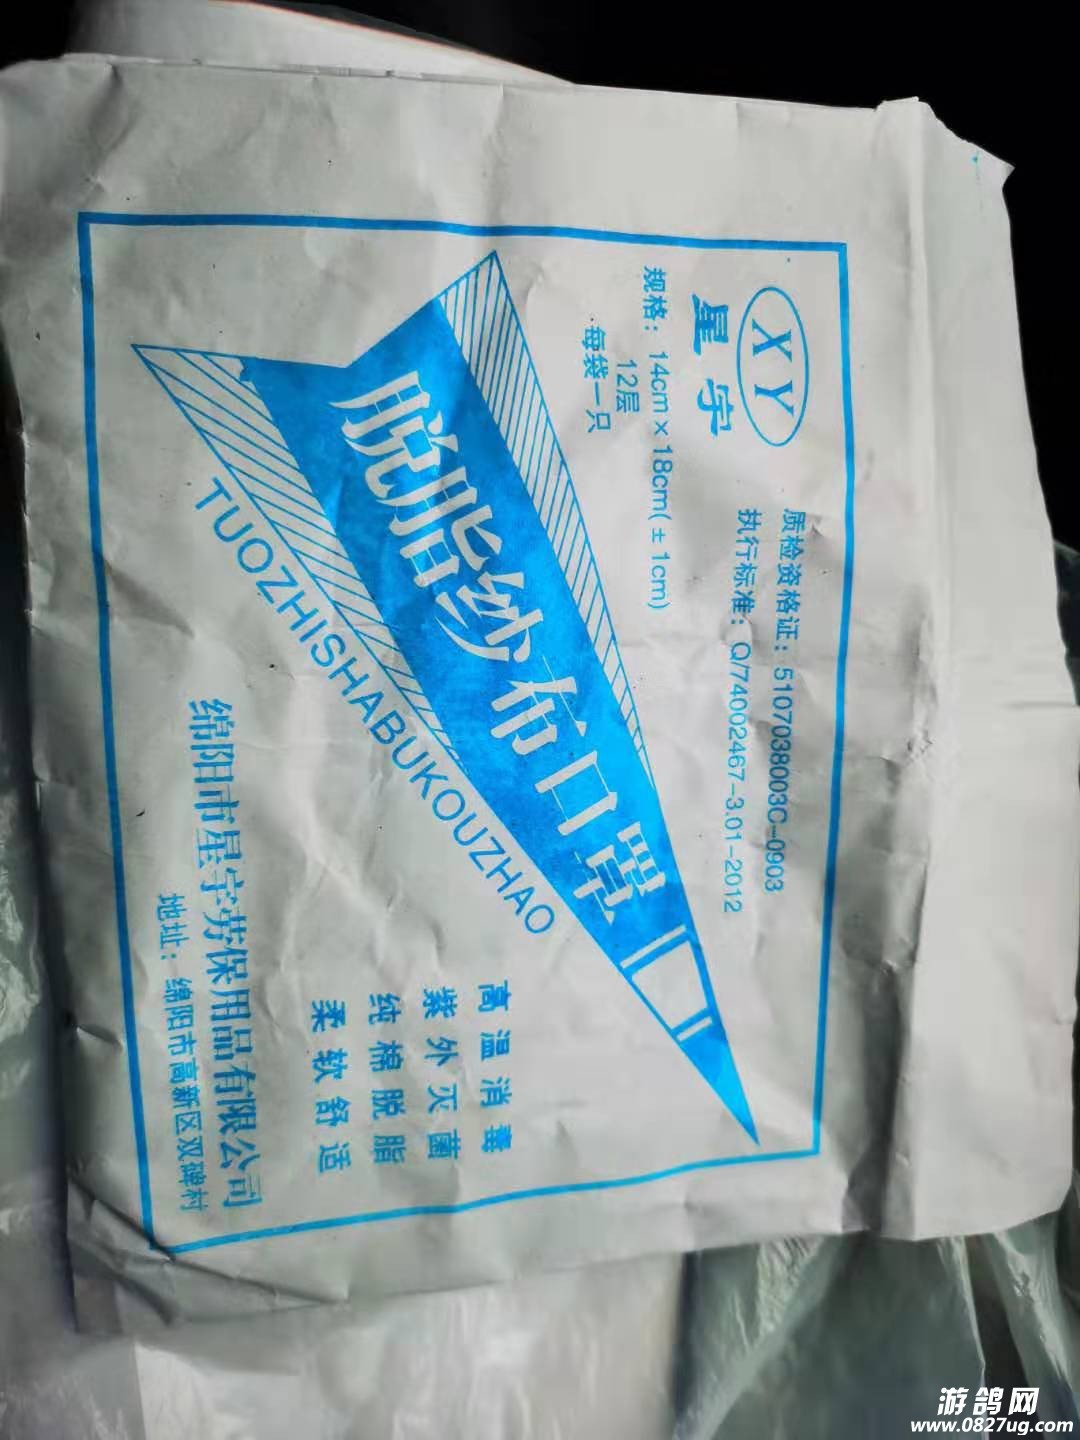 XY
星宇
质检资格证：5107038003C-0903
执行标准：Q/74002467-3.01-2012
规格：14cm×18cm(±1cm)
12层
每袋一只
脱脂纱布口罩
TUOZHISHABUKOUZHAO
高温消毒
紫外灭菌
纯棉脱脂
柔软舒适
绵阳市星宇劳保用品有限公司
地址：绵阳市高新区双碑村
游鸽网
www.0827ug.com